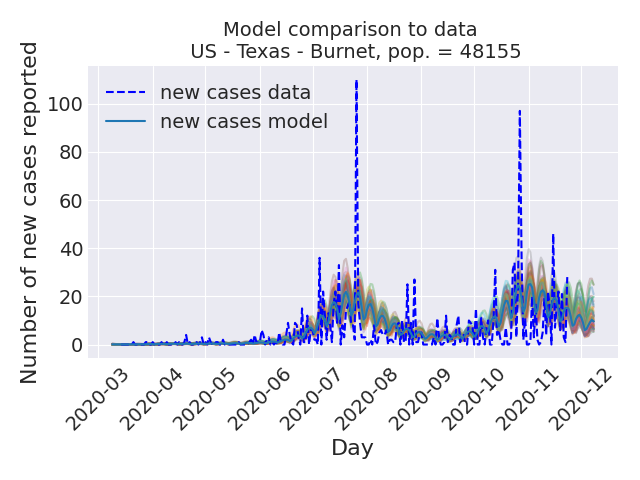 Model comparison to data
US - Texas - Burnet, pop. = 48155
Number of new cases reported
100
80
60
40
20
0
new cases data
new cases model
2020-03
2020-04
2020-05
2020-06
2020-07
2020-08
2020-09
2020-10
2020-11
2020-12
Day